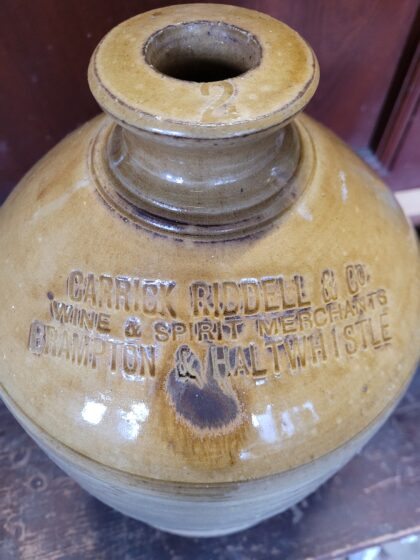 2
CARRICK RIDDELL & CO.
WINE & SPIRIT MERCHANTS
BRAMPTON & HALTWHISTLE